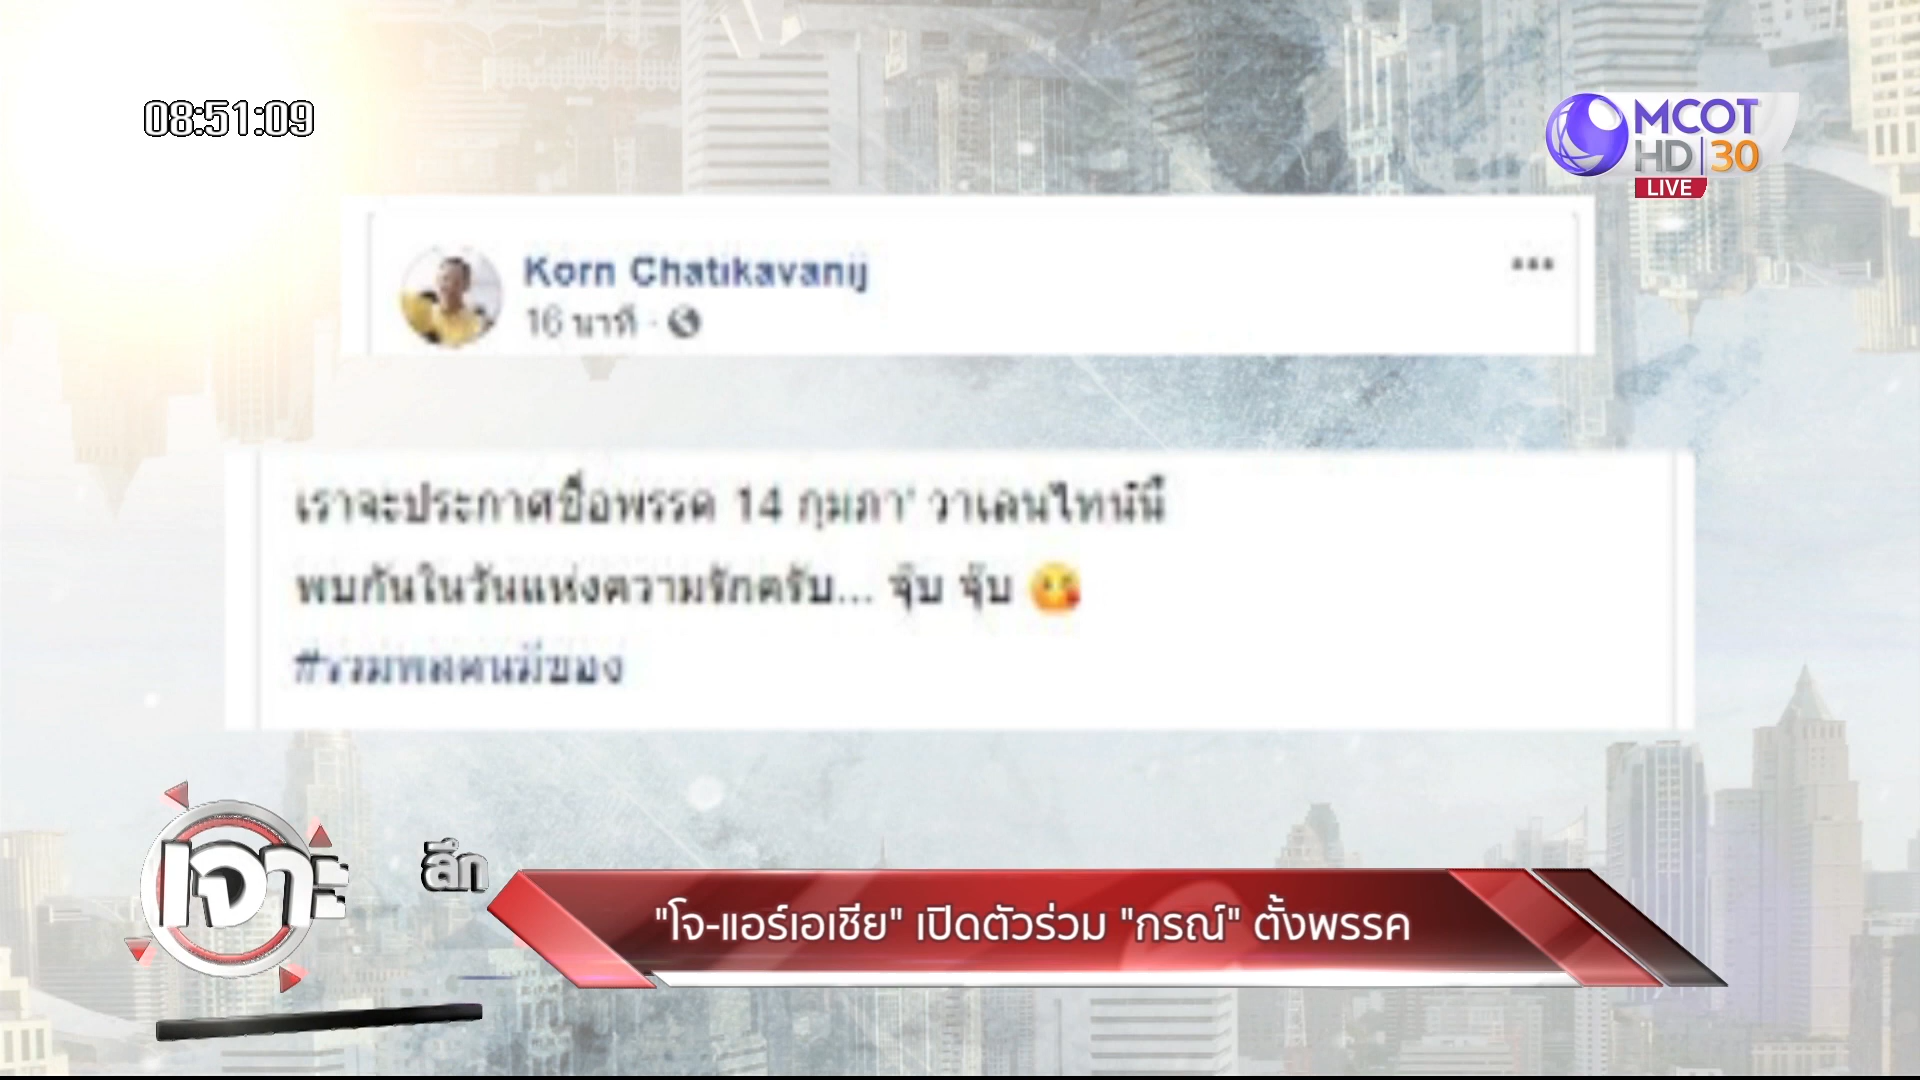 08:51:09
MCOT
HD 30
LIVE
Korn Chatikavanij
16 นาที
เราจะประกาศชื่อพรรค 14 กุมภา' วาเลนไทน์นี้
พบกันในวันแห่งความรักครับ... จุ๊บ จุ๊บ 😘
#รวมพลคนมีของ
เจาะ
ลึก
"โจ-แอร์เอเชีย" เปิดตัวร่วม "กรณ์" ตั้งพรรค